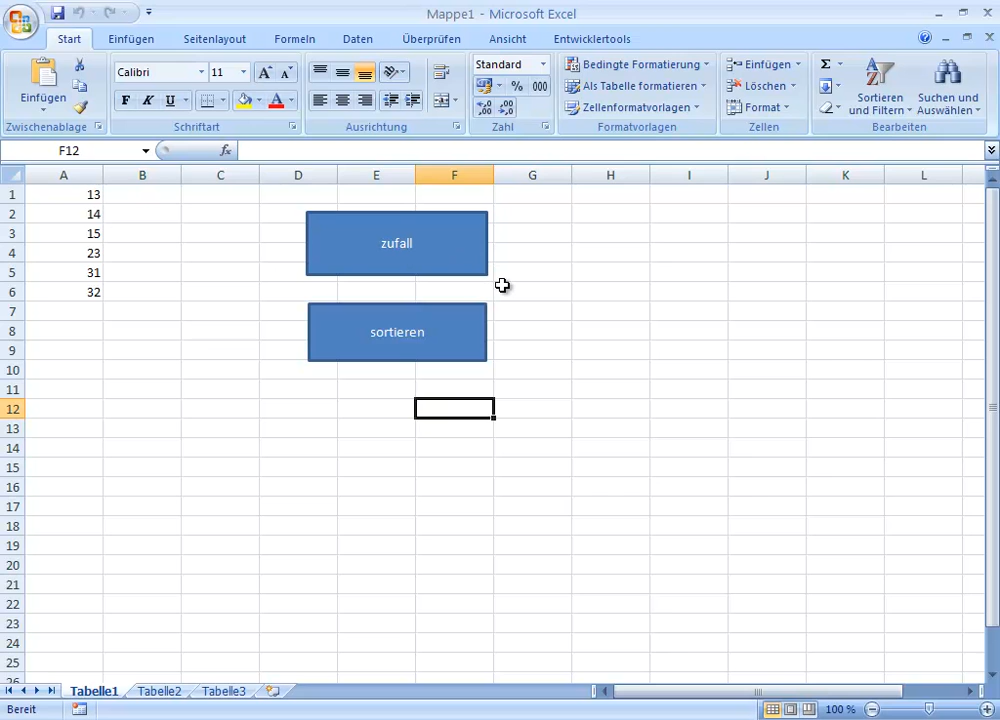 Mappe1 - Microsoft Excel
Start Einfügen Seitenlayout Formeln Daten Überprüfen Ansicht Entwicklertools
Einfügen
Zwischenablage
Calibri 11
F K U
Schriftart
Ausrichtung
Standard
% 000
Zahl
Bedingte Formatierung
Als Tabelle formatieren
Zellenformatvorlagen
Formatvorlagen
Einfügen
Löschen
Format
Zellen
Σ
Sortieren und Filtern
Suchen und Auswählen
Bearbeiten
F12 fx
A B C D E F G H I J K L
1 13
2 14
3 15
4 23
5 31
6 32
7
8
9
10
11
12
13
14
15
16
17
18
19
20
21
22
23
24
25
26
zufall
sortieren
Tabelle1 Tabelle2 Tabelle3
Bereit 100 %